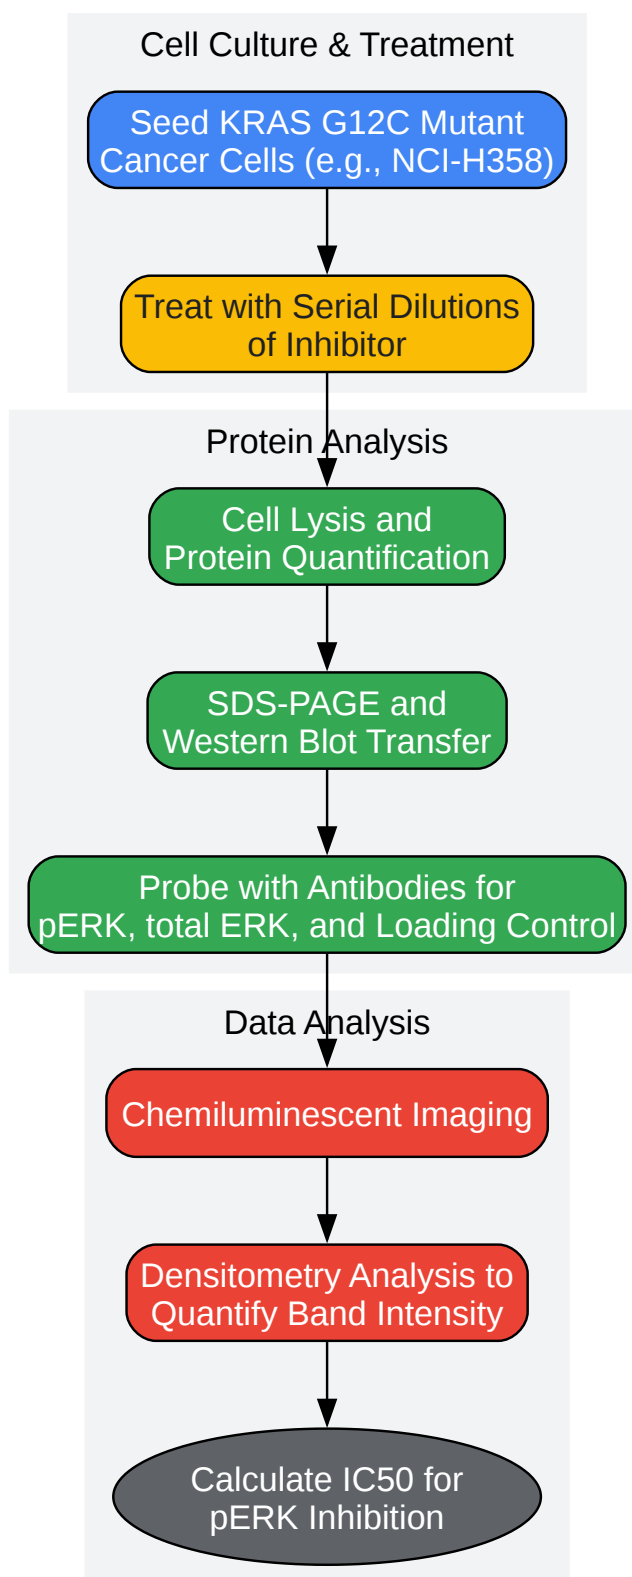 Cell Culture & Treatment
Seed KRAS G12C Mutant
Cancer Cells (e.g., NCI-H358)
Treat with Serial Dilutions
of Inhibitor
Protein Analysis
Cell Lysis and
Protein Quantification
SDS-PAGE and
Western Blot Transfer
Probe with Antibodies for
pERK, total ERK, and Loading Control
Data Analysis
Chemiluminescent Imaging
Densitometry Analysis to
Quantify Band Intensity
Calculate IC50 for
pERK Inhibition